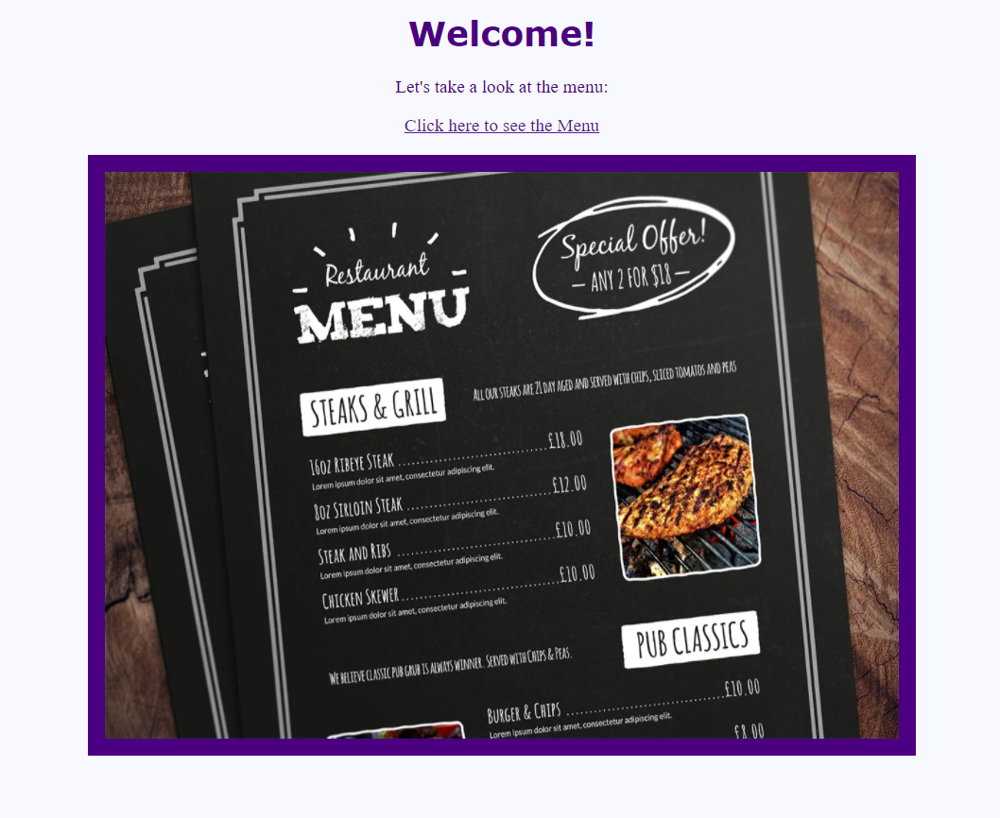 Welcome!
Let's take a look at the menu:
Click here to see the Menu
Restaurant
MENU
Special Offer!
— ANY 2 FOR $18 —
STEAKS & GRILL
ALL OUR STEAKS ARE 21 DAY AGED AND SERVED WITH CHIPS, SLICED TOMATOS AND PEAS
16OZ RIBEYE STEAK ........................................ £18.00
Lorem ipsum dolor sit amet, consectetur adipiscing elit.
8OZ SIRLOIN STEAK ........................................ £12.00
Lorem ipsum dolor sit amet, consectetur adipiscing elit.
STEAK AND RIBS ........................................ £10.00
Lorem ipsum dolor sit amet, consectetur adipiscing elit.
CHICKEN SKEWER ........................................ £10.00
Lorem ipsum dolor sit amet, consectetur adipiscing elit.
PUB CLASSICS
WE BELIEVE CLASSIC PUB GRUB IS ALWAYS WINNER. SERVED WITH CHIPS & PEAS.
BURGER & CHIPS ........................................ £10.00
Lorem ipsum dolor sit amet, consectetur adipiscing elit.
£8.00